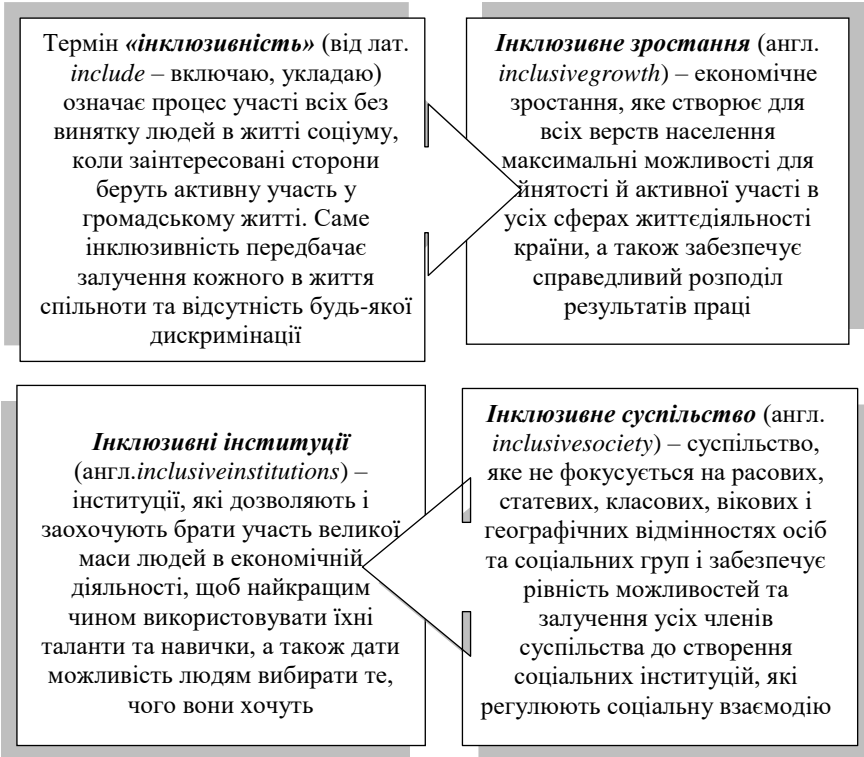 Термін «інклюзивність» (від лат.
include – включаю, укладаю)
означає процес участі всіх без
винятку людей в житті соціуму,
коли заінтересовані сторони
беруть активну участь у
громадському житті. Саме
інклюзивність передбачає
залучення кожного в життя
спільноти та відсутність будь-якої
дискримінації
Інклюзивне зростання (англ.
inclusivegrowth) – економічне
зростання, яке створює для
всіх верств населення
максимальні можливості для
йнятості й активної участі в
усіх сферах життєдіяльності
країни, а також забезпечує
справедливий розподіл
результатів праці
Інклюзивні інституції
(англ.inclusiveinstitutions) –
інституції, які дозволяють і
заохочують брати участь великої
маси людей в економічній
діяльності, щоб найкращим
чином використовувати їхні
таланти та навички, а також дати
можливість людям вибирати те,
чого вони хочуть
Інклюзивне суспільство (англ.
inclusivesociety) – суспільство,
яке не фокусується на расових,
статевих, класових, вікових і
географічних відмінностях осіб
та соціальних груп і забезпечує
рівність можливостей та
залучення усіх членів
суспільства до створення
соціальних інституцій, які
регулюють соціальну взаємодію